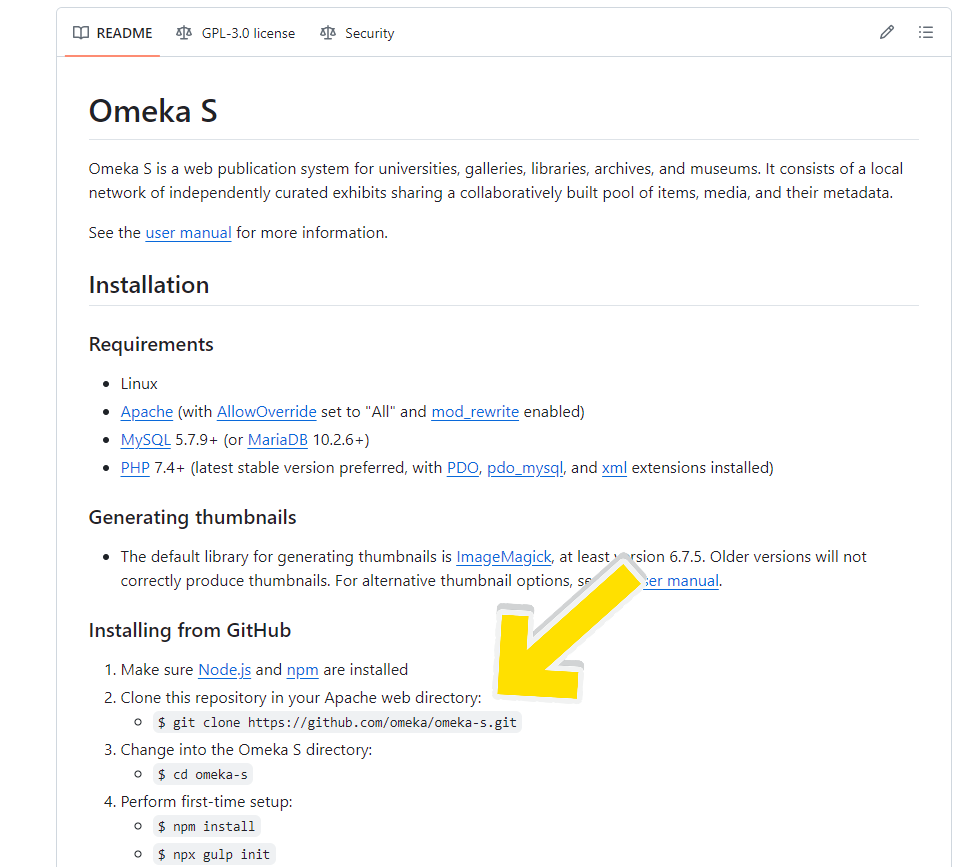 README GPL-3.0 license Security
Omeka S
Omeka S is a web publication system for universities, galleries, libraries, archives, and museums. It consists of a local
network of independently curated exhibits sharing a collaboratively built pool of items, media, and their metadata.
See the user manual for more information.
Installation
Requirements
• Linux
• Apache (with AllowOverride set to "All" and mod_rewrite enabled)
• MySQL 5.7.9+ (or MariaDB 10.2.6+)
• PHP 7.4+ (latest stable version preferred, with PDO, pdo_mysql, and xml extensions installed)
Generating thumbnails
• The default library for generating thumbnails is ImageMagick, at least version 6.7.5. Older versions will not
correctly produce thumbnails. For alternative thumbnail options, manual.
Installing from GitHub
1. Make sure Node.js and npm are installed
2. Clone this repository in your Apache web directory:
$ git clone https://github.com/omeka/omeka-s.git
3. Change into the Omeka S directory:
$ cd omeka-s
4. Perform first-time setup:
$ npm install
$ npx gulp init